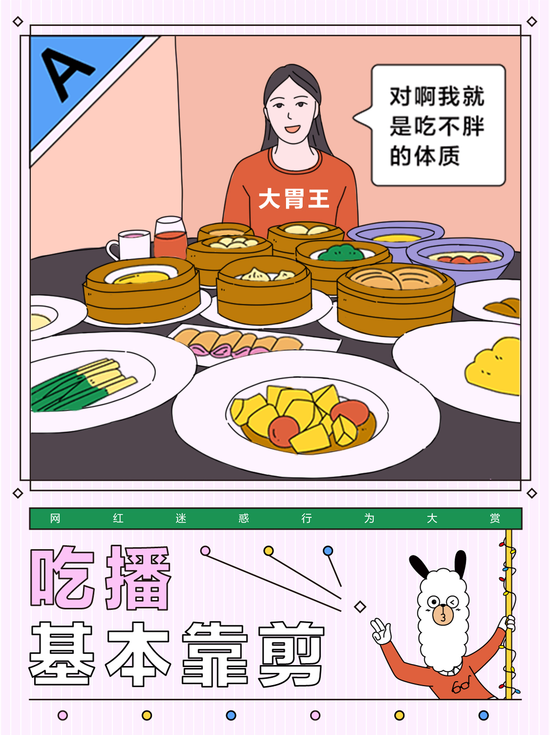 A
对啊我就
是吃不胖
的体质
大胃王
网红迷惑行为大赏
吃播
基本靠剪